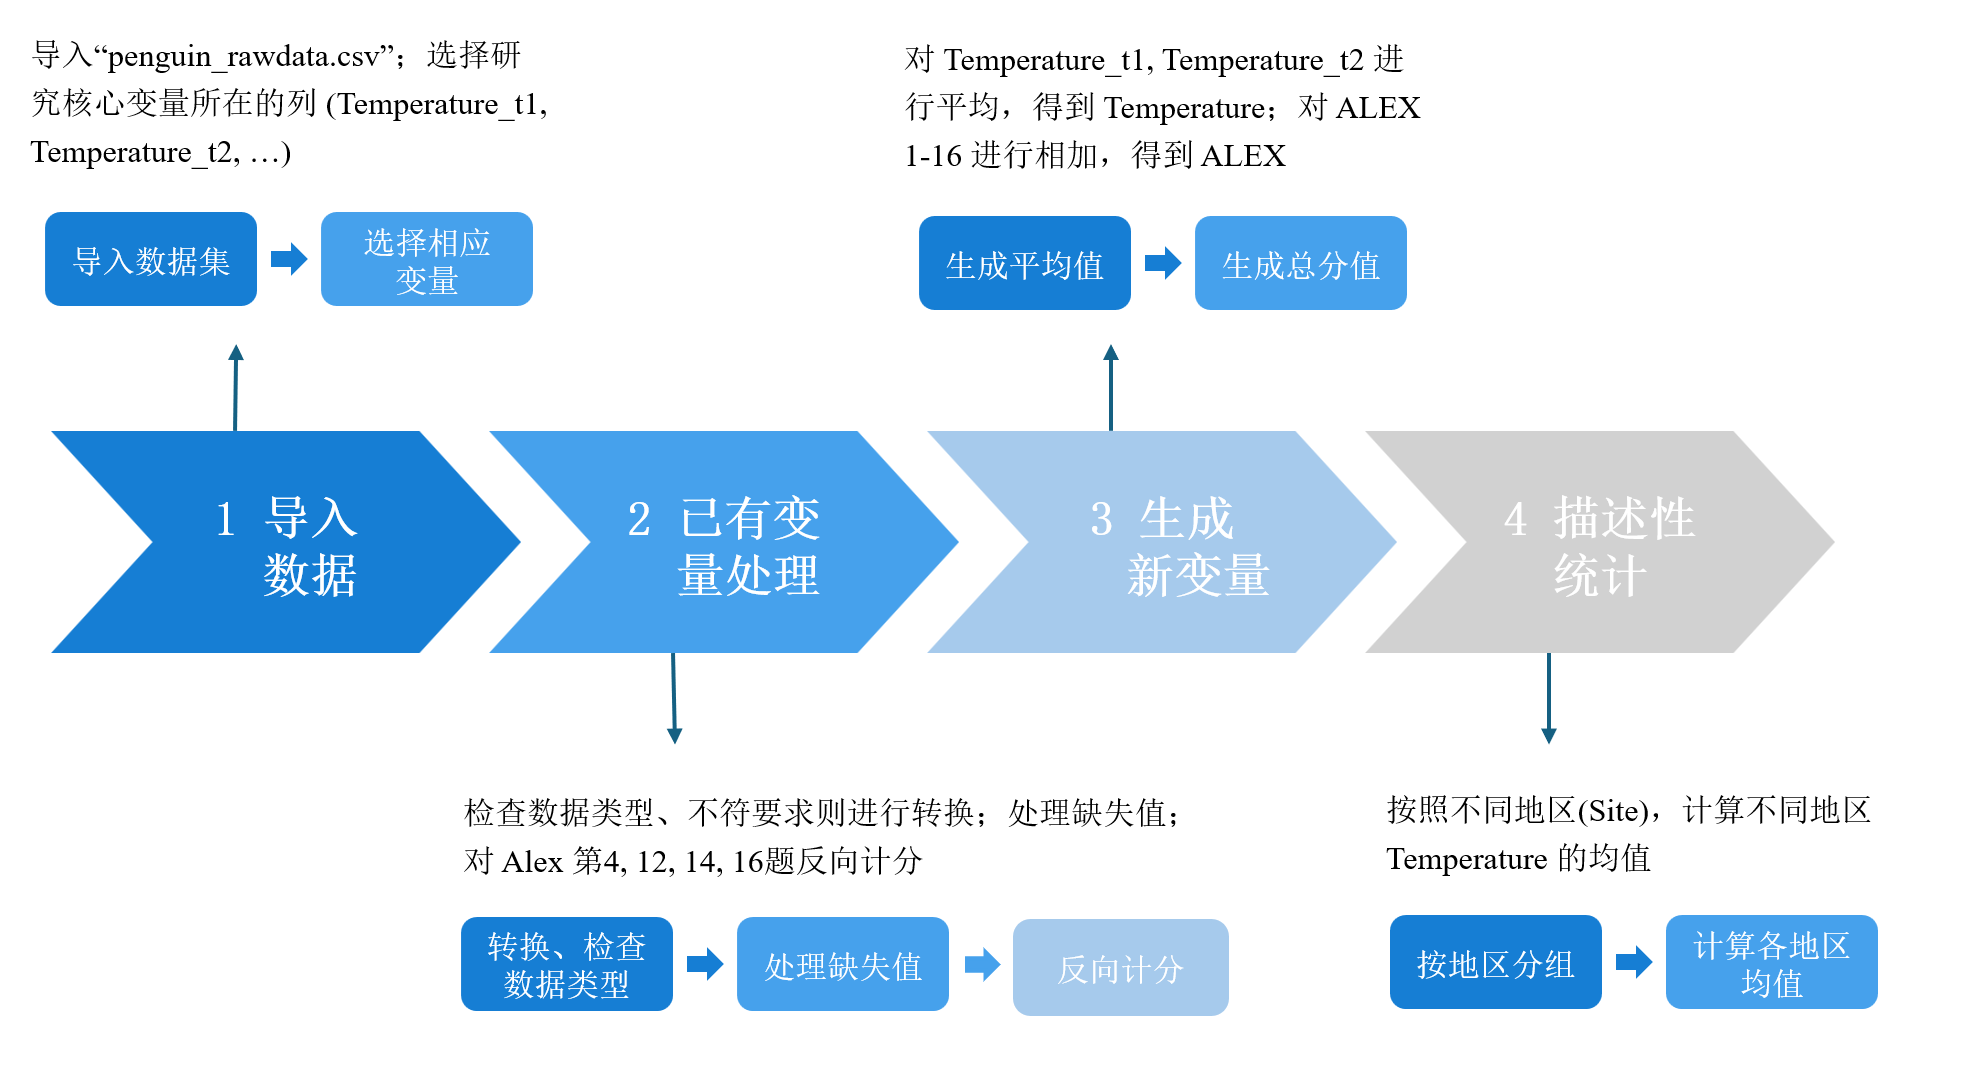 导入“penguin_rawdata.csv”；选择研
究核心变量所在的列 (Temperature_t1,
Temperature_t2, …)
导入数据集
选择相应
变量
对 Temperature_t1, Temperature_t2 进
行平均，得到 Temperature；对 ALEX
1-16 进行相加，得到 ALEX
生成平均值
生成总分值
1 导入
数据
2 已有变
量处理
3 生成
新变量
4 描述性
统计
检查数据类型、不符要求则进行转换；处理缺失值；
对 Alex 第4, 12, 14, 16题反向计分
转换、检查
数据类型
处理缺失值
反向计分
按照不同地区(Site)，计算不同地区
Temperature 的均值
按地区分组
计算各地区
均值